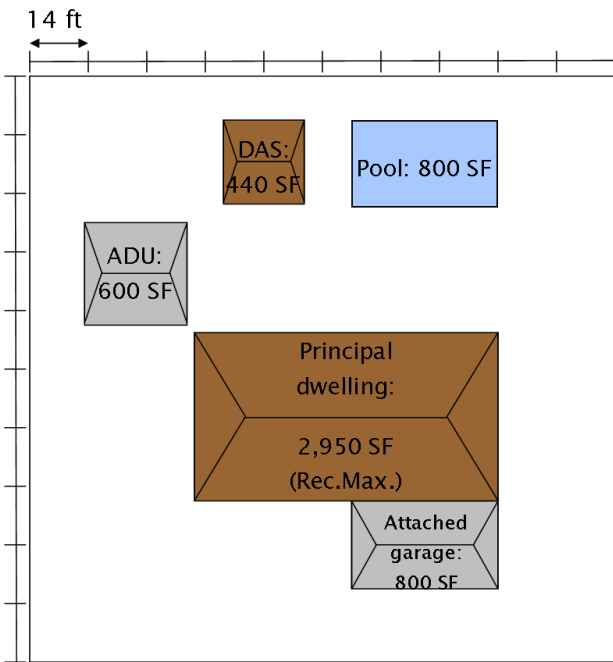 14 ft
DAS:
440 SF
Pool: 800 SF
ADU:
600 SF
Principal
dwelling:
2,950 SF
(Rec.Max.)
Attached
garage:
800 SF